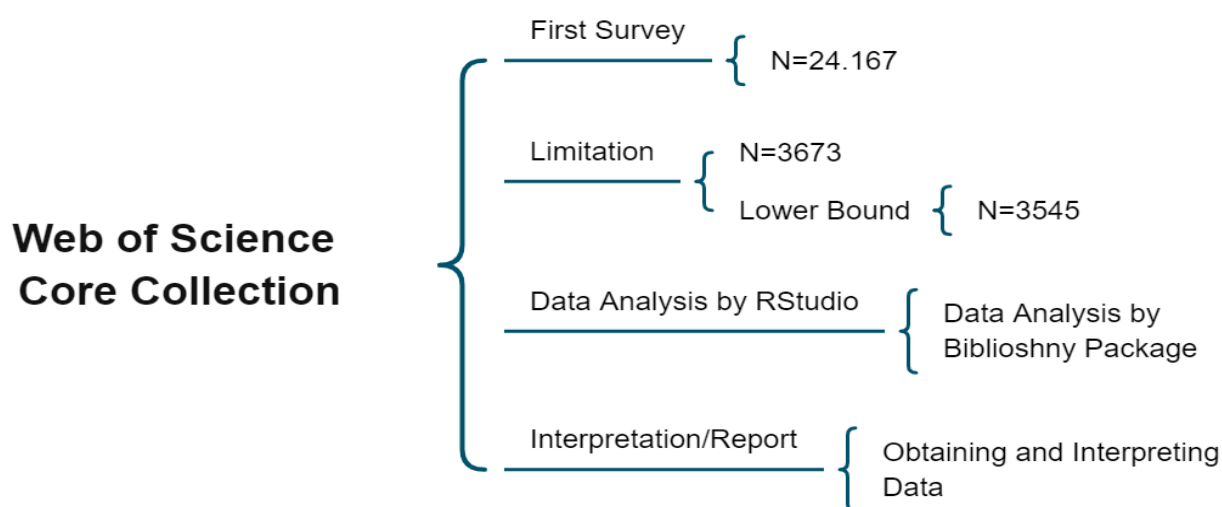 Web of Science
Core Collection
First Survey
N=24.167
Limitation
N=3673
Lower Bound
N=3545
Data Analysis by RStudio
Data Analysis by
Biblioshny Package
Interpretation/Report
Obtaining and Interpreting
Data